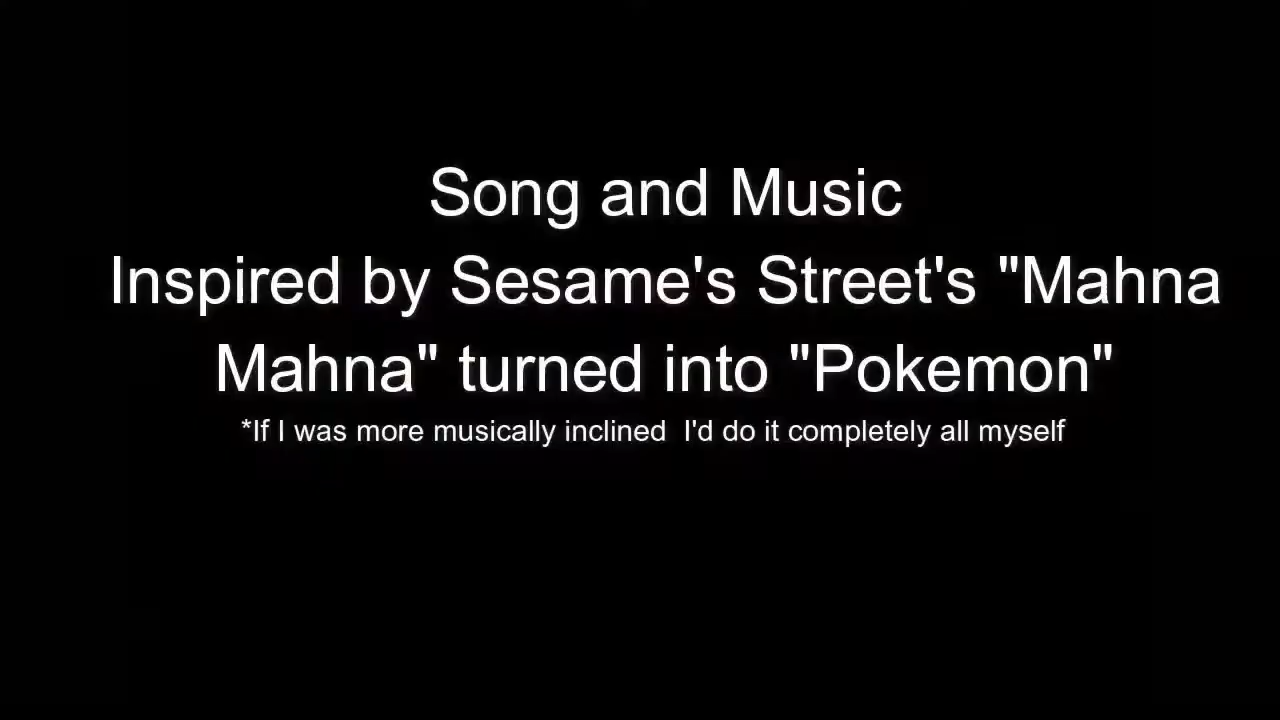 Song and Music
Inspired by Sesame's Street's "Mahna
Mahna" turned into "Pokemon"
*If I was more musically inclined  I'd do it completely all myself